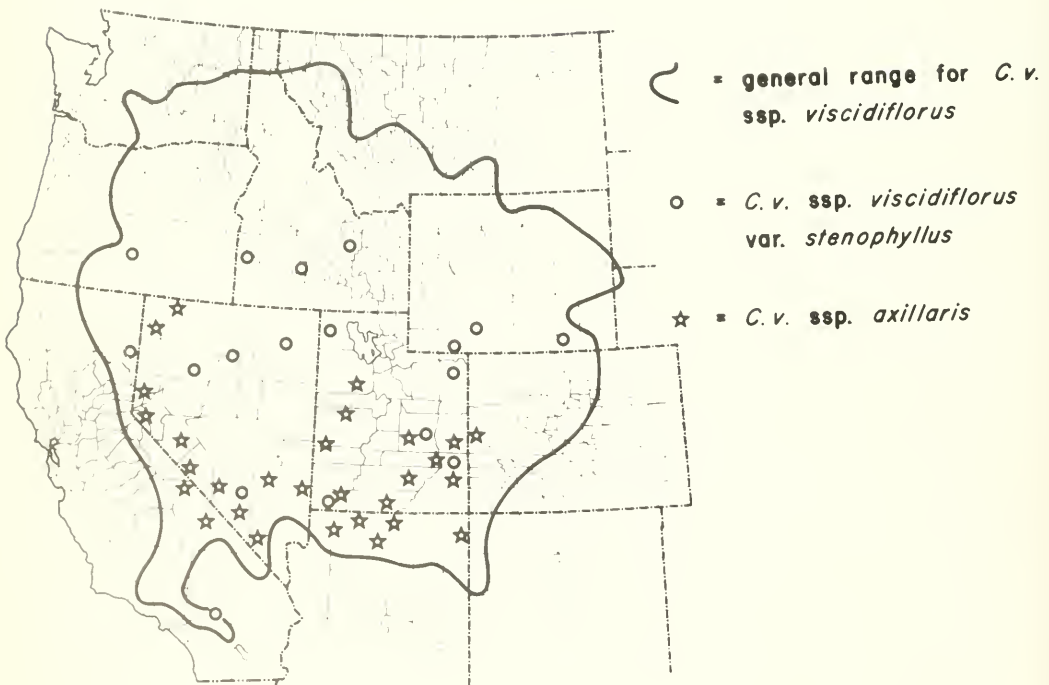 = general range for C. v.
ssp. viscidiflorus
= C. v. ssp. viscidiflorus
var. stenophyllus
= C. v. ssp. axillaris